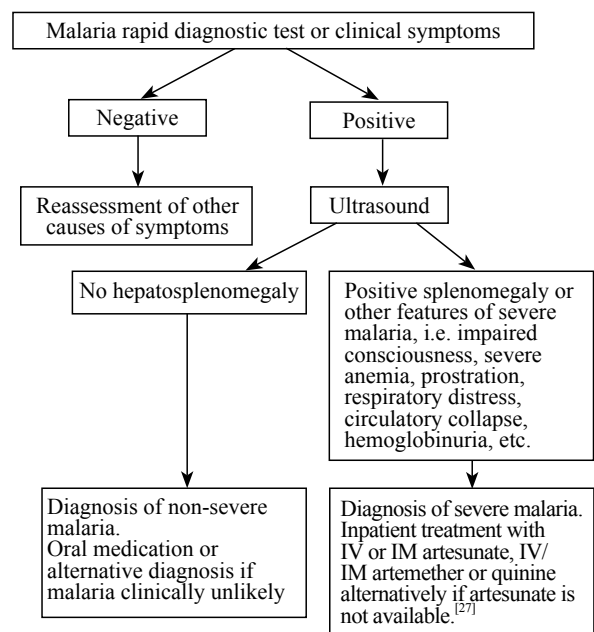 Malaria rapid diagnostic test or clinical symptoms
Negative
Positive
Reassessment of other
causes of symptoms
Ultrasound
No hepatosplenomegaly
Positive splenomegaly or
other features of severe
malaria, i.e. impaired
consciousness, severe
anemia, prostration,
respiratory distress,
circulatory collapse,
hemoglobinuria, etc.
Diagnosis of non-severe
malaria.
Oral medication or
alternative diagnosis if
malaria clinically unlikely
Diagnosis of severe malaria.
Inpatient treatment with
IV or IM artesunate, IV/
IM artemether or quinine
alternatively if artesunate is
not available.[27]